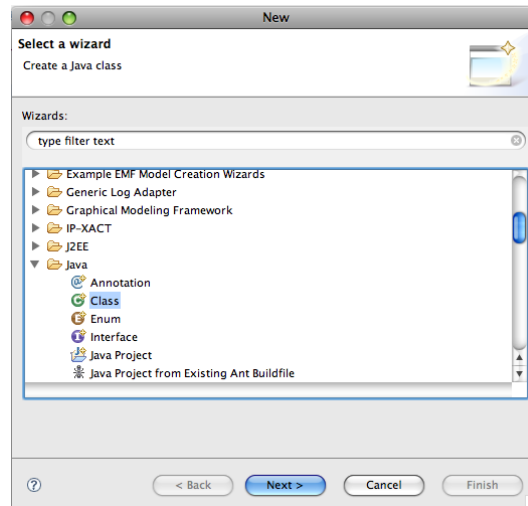 New
Select a wizard
Create a Java class
Wizards:
type filter text
Example EMF Model Creation Wizards
Generic Log Adapter
Graphical Modeling Framework
IP-XACT
J2EE
Java
Annotation
Class
Enum
Interface
Java Project
Java Project from Existing Ant Buildfile
? < Back Next > Cancel Finish